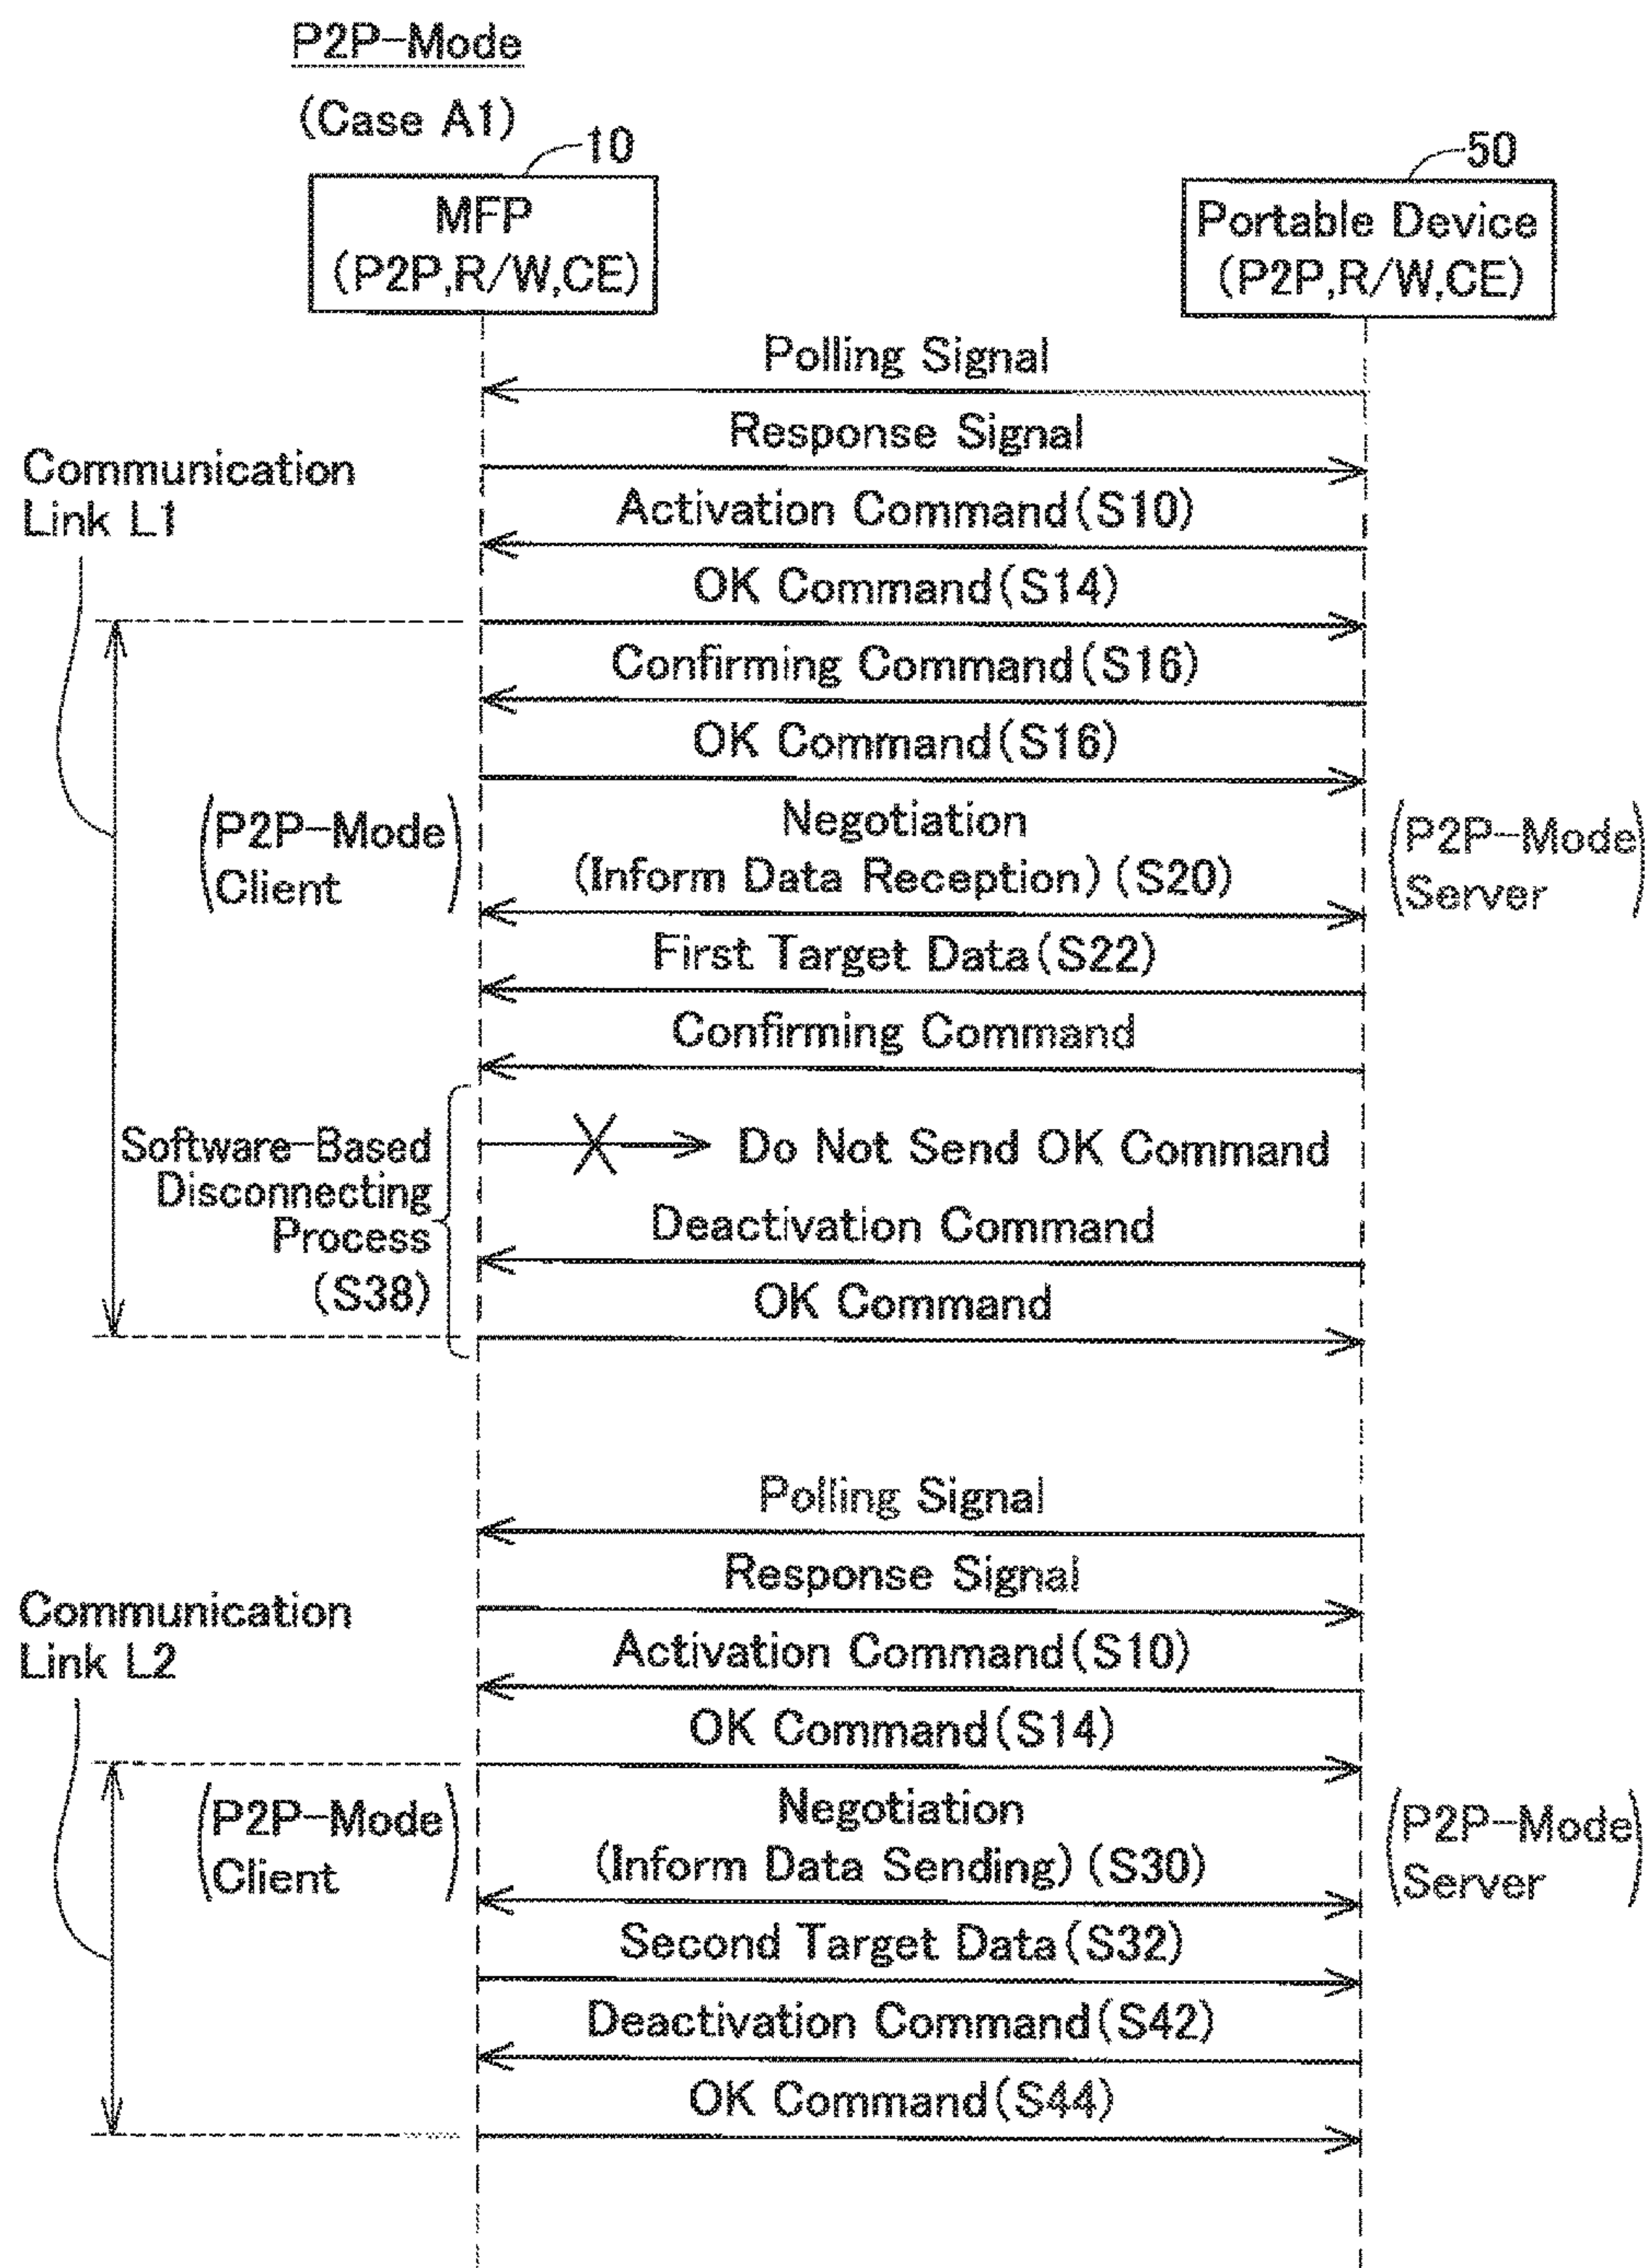 P2P-Mode
(Case A1)
10
50
MFP
(P2P,R/W,CE)
Portable Device
(P2P,R/W,CE)
Polling Signal
Response Signal
Communication
Link L1
Activation Command(S10)
OK Command(S14)
Confirming Command(S16)
OK Command(S16)
(P2P-Mode
Client)
Negotiation
(Inform Data Reception)(S20)
(P2P-Mode
Server)
First Target Data(S22)
Confirming Command
Software-Based
Disconnecting
Process
(S38)
Do Not Send OK Command
Deactivation Command
OK Command
Polling Signal
Response Signal
Communication
Link L2
Activation Command(S10)
OK Command(S14)
(P2P-Mode
Client)
Negotiation
(Inform Data Sending)(S30)
(P2P-Mode
Server)
Second Target Data(S32)
Deactivation Command(S42)
OK Command(S44)